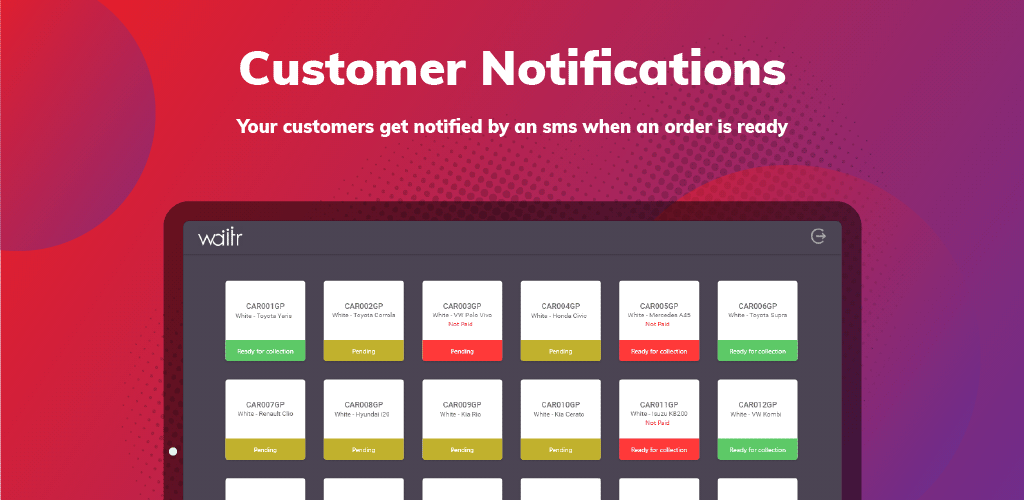 Customer Notifications
Your customers get notified by an sms when an order is ready
waitr
CAR001GP
White - Toyota Yaris
Ready for collection
CAR002GP
White - Toyota Corrola
Pending
CAR003GP
White - VW Polo Vivo
Not Paid
Pending
CAR004GP
White - Honda Civic
Pending
CAR005GP
White - Mercedes A45
Not Paid
Ready for collection
CAR006GP
White - Toyota Supra
Ready for collection
CAR007GP
White - Renault Clio
Pending
CAR008GP
White - Hyundai i20
Pending
CAR009GP
White - Kia Rio
Pending
CAR010GP
White - Kia Cerato
Pending
CAR011GP
White - Isuzu KB200
Not Paid
Ready for collection
CAR012GP
White - VW Kombi
Ready for collection